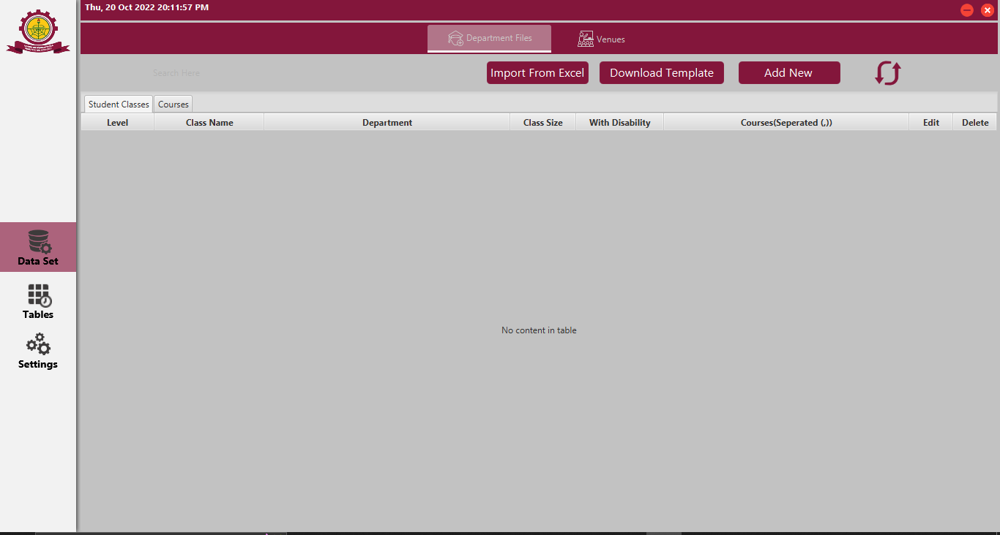 Thu, 20 Oct 2022 20:11:57 PM
Department Files
Venues
Search Here
Import From Excel
Download Template
Add New
Student Classes
Courses
Level
Class Name
Department
Class Size
With Disability
Courses(Seperated (,))
Edit
Delete
No content in table
Data Set
Tables
Settings